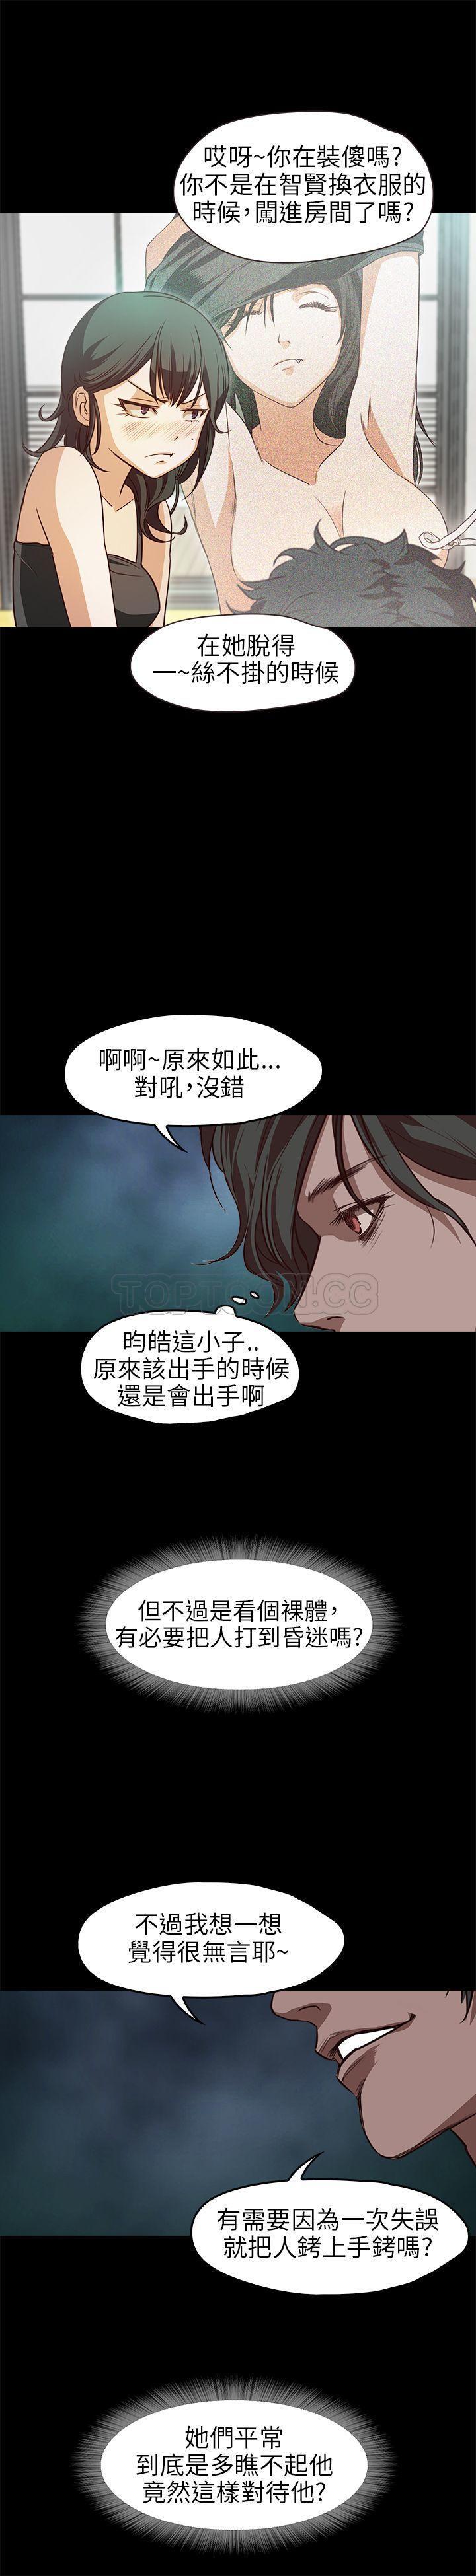 哎呀~你在裝傻嗎?
你不是在智賢換衣服的
時候,闖進房間了嗎?
在她脫得
一~絲不掛的時候
啊啊~原來如此...
對吼,沒錯
TOPTOON.CC
昀皓這小子..
原來該出手的時候
還是會出手啊
但不過是看個裸體,
有必要把人打到昏迷嗎?
不過我想一想
覺得很無言耶~
有需要因為一次失誤
就把人銬上手銬嗎?
她們平常
到底是多瞧不起他
竟然這樣對待他?